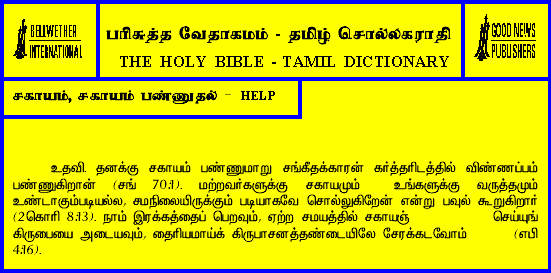 BELLWETHER
INTERNATIONAL
பரிசுத்த வேதாகமம் - தமிழ் சொல்லகராதி
THE HOLY BIBLE - TAMIL DICTIONARY
GOOD NEWS
PUBLISHERS
சகாயம், சகாயம் பண்ணுதல் - HELP
உதவி. தனக்கு சகாயம் பண்ணுமாறு சங்கீதக்காரன் கர்த்தரிடத்தில் விண்ணப்பம்
பண்ணுகிறான் (சங் 70:1). மற்றவர்களுக்கு சகாயமும் உங்களுக்கு வருத்தமும்
உண்டாகும்படியல்ல, சமநிலையிருக்கும் படியாகவே சொல்லுகிறேன் என்று பவுல் கூறுகிறார்
(2கொரி 8:13). நாம் இரக்கத்தைப் பெறவும், ஏற்ற சமயத்தில் சகாயஞ் செய்யுங்
கிருபையை அடையவும், தைரியமாய்க் கிருபாசனத்தண்டையிலே சேரக்கடவோம் (எபி
4:16).